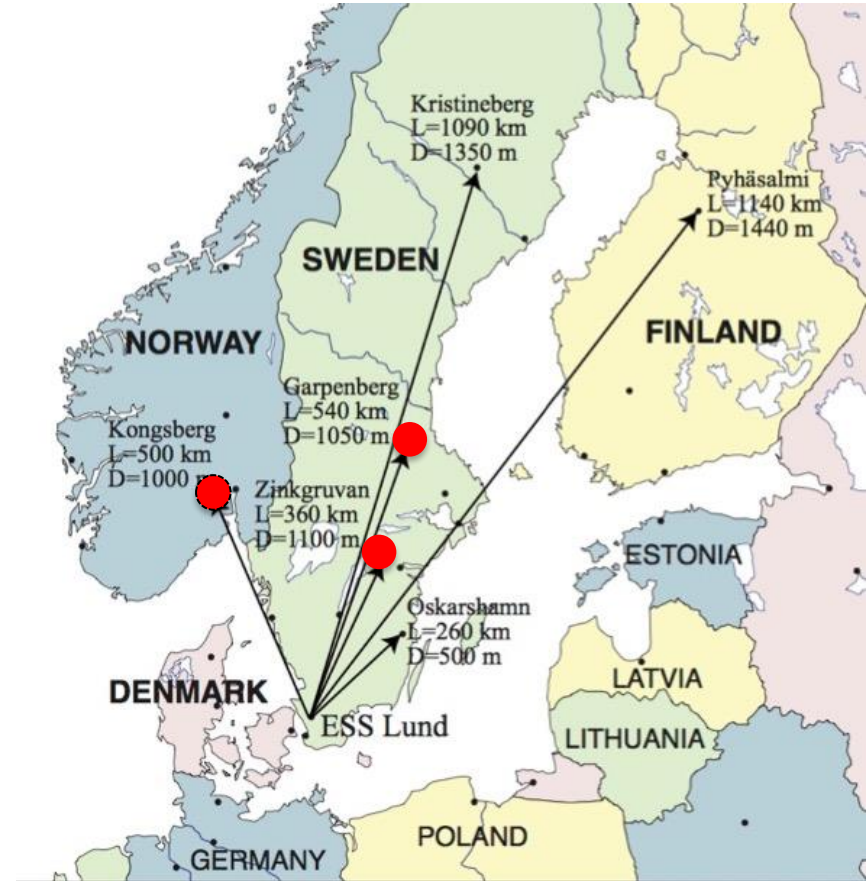 Kristineberg
L=1090 km
D=1350 m
Pyhäsalmi
L=1140 km
D=1440 m
SWEDEN
NORWAY
FINLAND
Garpenberg
L=540 km
D=1050 m
Kongsberg
L=500 km
D=1000
Zinkgruvan
L=360 km
D=1100 m
ESTONIA
Oskarshamn
L=260 km
D=500 m
LATVIA
DENMARK
ESS Lund
LITHUANIA
POLAND
GERMANY